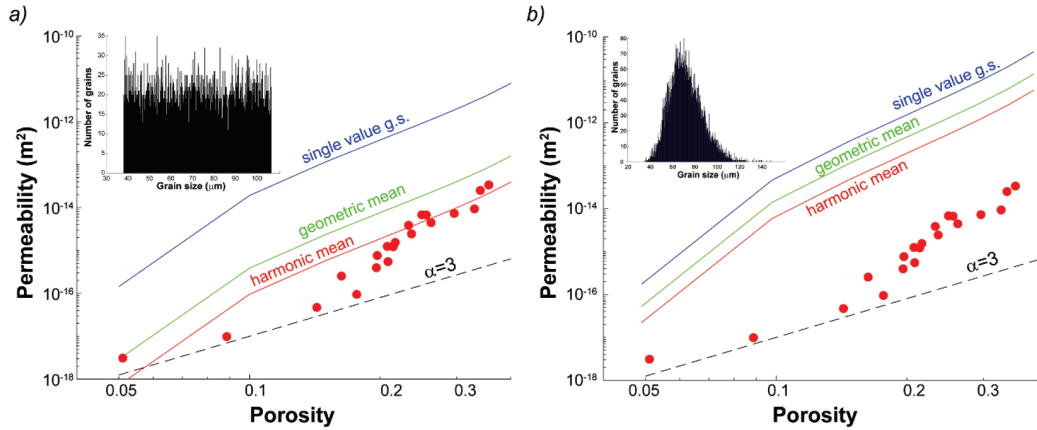 a)
10⁻¹⁰
10⁻¹²
10⁻¹⁴
10⁻¹⁶
10⁻¹⁸
Permeability (m²)
0.05
0.1
0.2
0.3
Porosity
single value g.s.
geometric mean
harmonic mean
α=3
35
30
25
20
15
10
5
0
Number of grains
30
40
50
60
70
80
90
100
Grain size (μm)
b)
10⁻¹⁰
10⁻¹²
10⁻¹⁴
10⁻¹⁶
10⁻¹⁸
Permeability (m²)
0.05
0.1
0.2
0.3
Porosity
single value g.s.
geometric mean
harmonic mean
α=3
80
70
60
50
40
30
20
10
0
Number of grains
20
40
60
80
100
120
140
Grain size (μm)